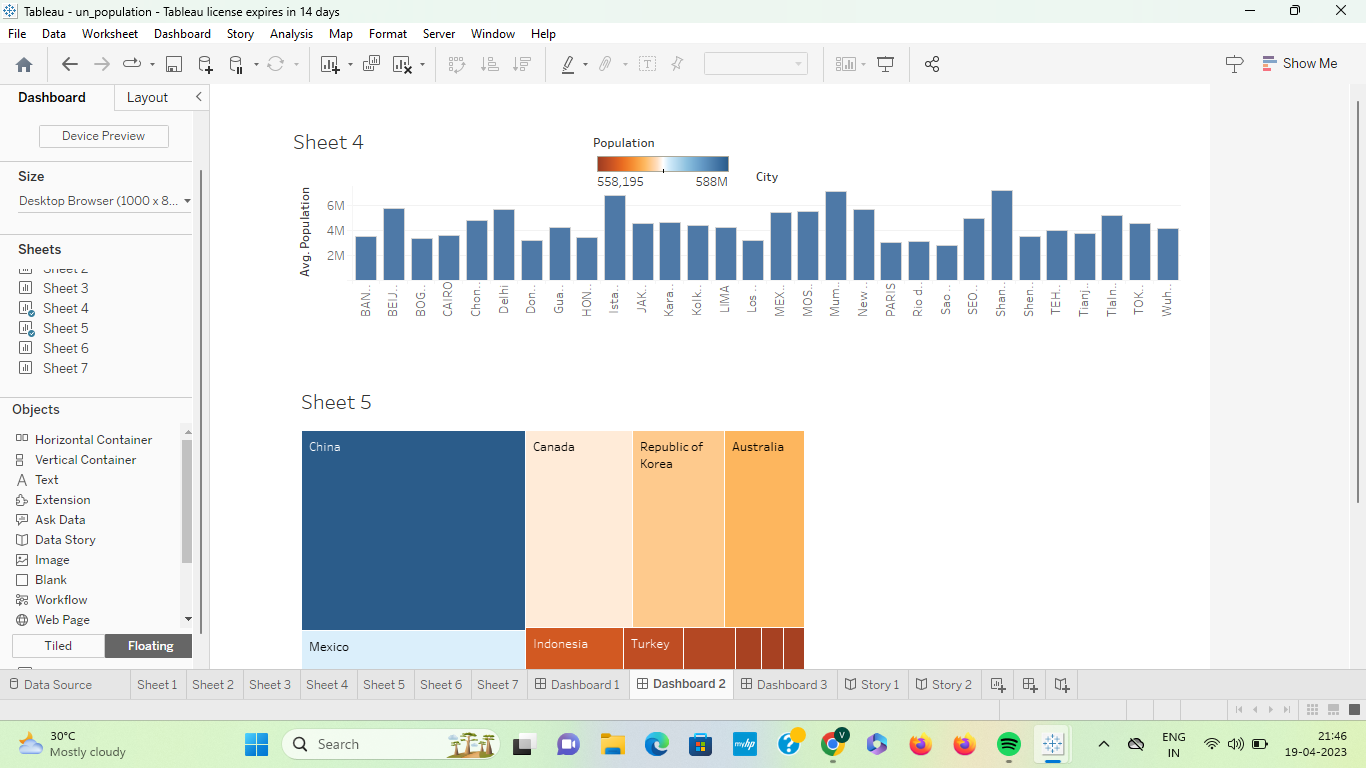 Tableau - un_population - Tableau license expires in 14 days
File Data Worksheet Dashboard Story Analysis Map Format Server Window Help
Show Me
Dashboard Layout
Device Preview
Size
Desktop Browser (1000 x 8...
Sheets
Sheet 2
Sheet 3
Sheet 4
Sheet 5
Sheet 6
Sheet 7
Objects
Horizontal Container
Vertical Container
Text
Extension
Ask Data
Data Story
Image
Blank
Workflow
Web Page
Tiled Floating
Sheet 4
Population
558,195 588M
City
Avg. Population
6M
4M
2M
BAN..
BEIJ..
BOG..
CAIRO
Chon..
Delhi
Don..
Gua..
HON..
Ista..
JAK..
Kara..
Kolk..
LIMA
Los ..
MEX..
MOS..
Mum..
New ..
PARIS
Rio d..
Sao ..
SEO..
Shan..
Shen..
TEH..
Tianj..
Tlaln..
TOK..
Wuh..
Sheet 5
China
Canada
Republic of
Korea
Australia
Mexico
Indonesia
Turkey
Data Source Sheet 1 Sheet 2 Sheet 3 Sheet 4 Sheet 5 Sheet 6 Sheet 7 Dashboard 1 Dashboard 2 Dashboard 3 Story 1 Story 2
30°C
Mostly cloudy
Search
myhp
V
ENG
IN
21:46
19-04-2023